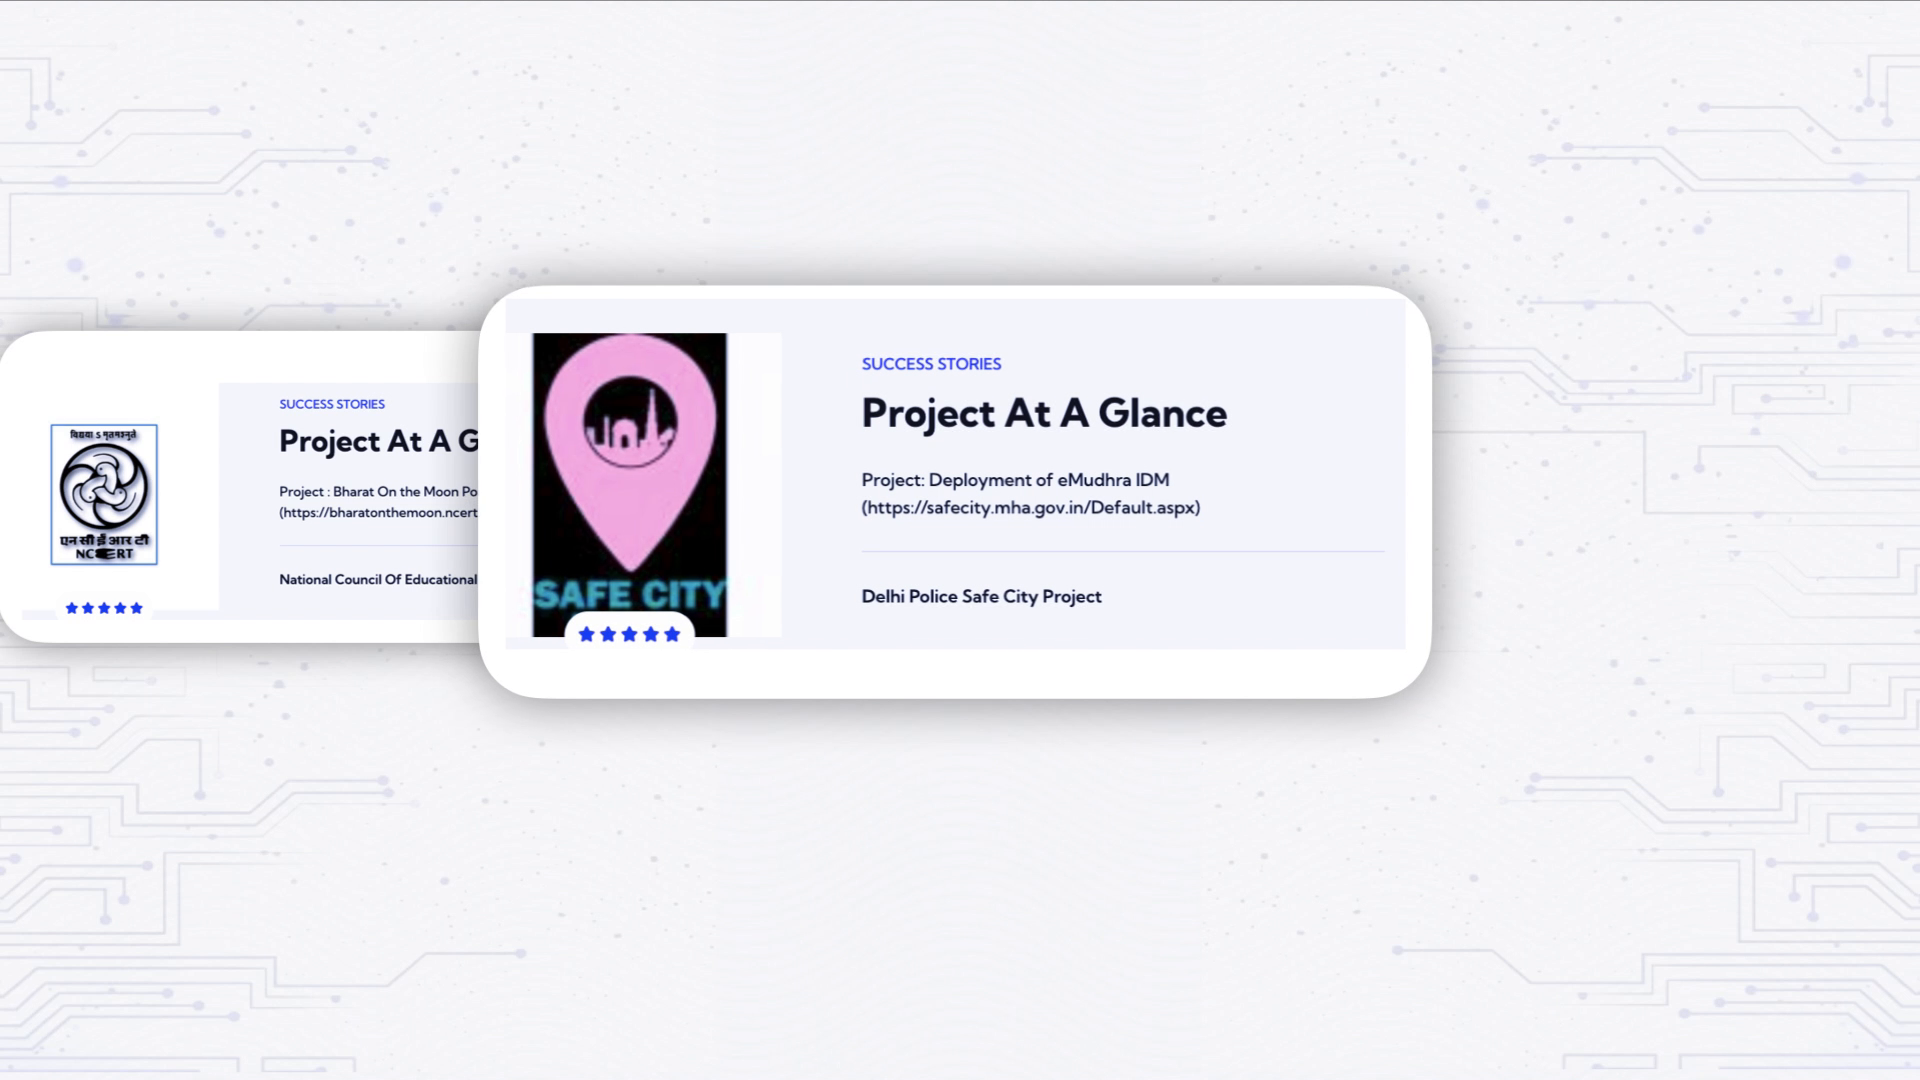 विद्यया ऽ मृतमश्नुते
एन सी ई आर टी
SUCCESS STORIES
Project At A G
Project : Bharat On the Moon Po
(https://bharatonthemoon.ncert
National Council Of Educational
SAFE CITY
SUCCESS STORIES
Project At A Glance
Project: Deployment of eMudhra IDM
(https://safecity.mha.gov.in/Default.aspx)
Delhi Police Safe City Project